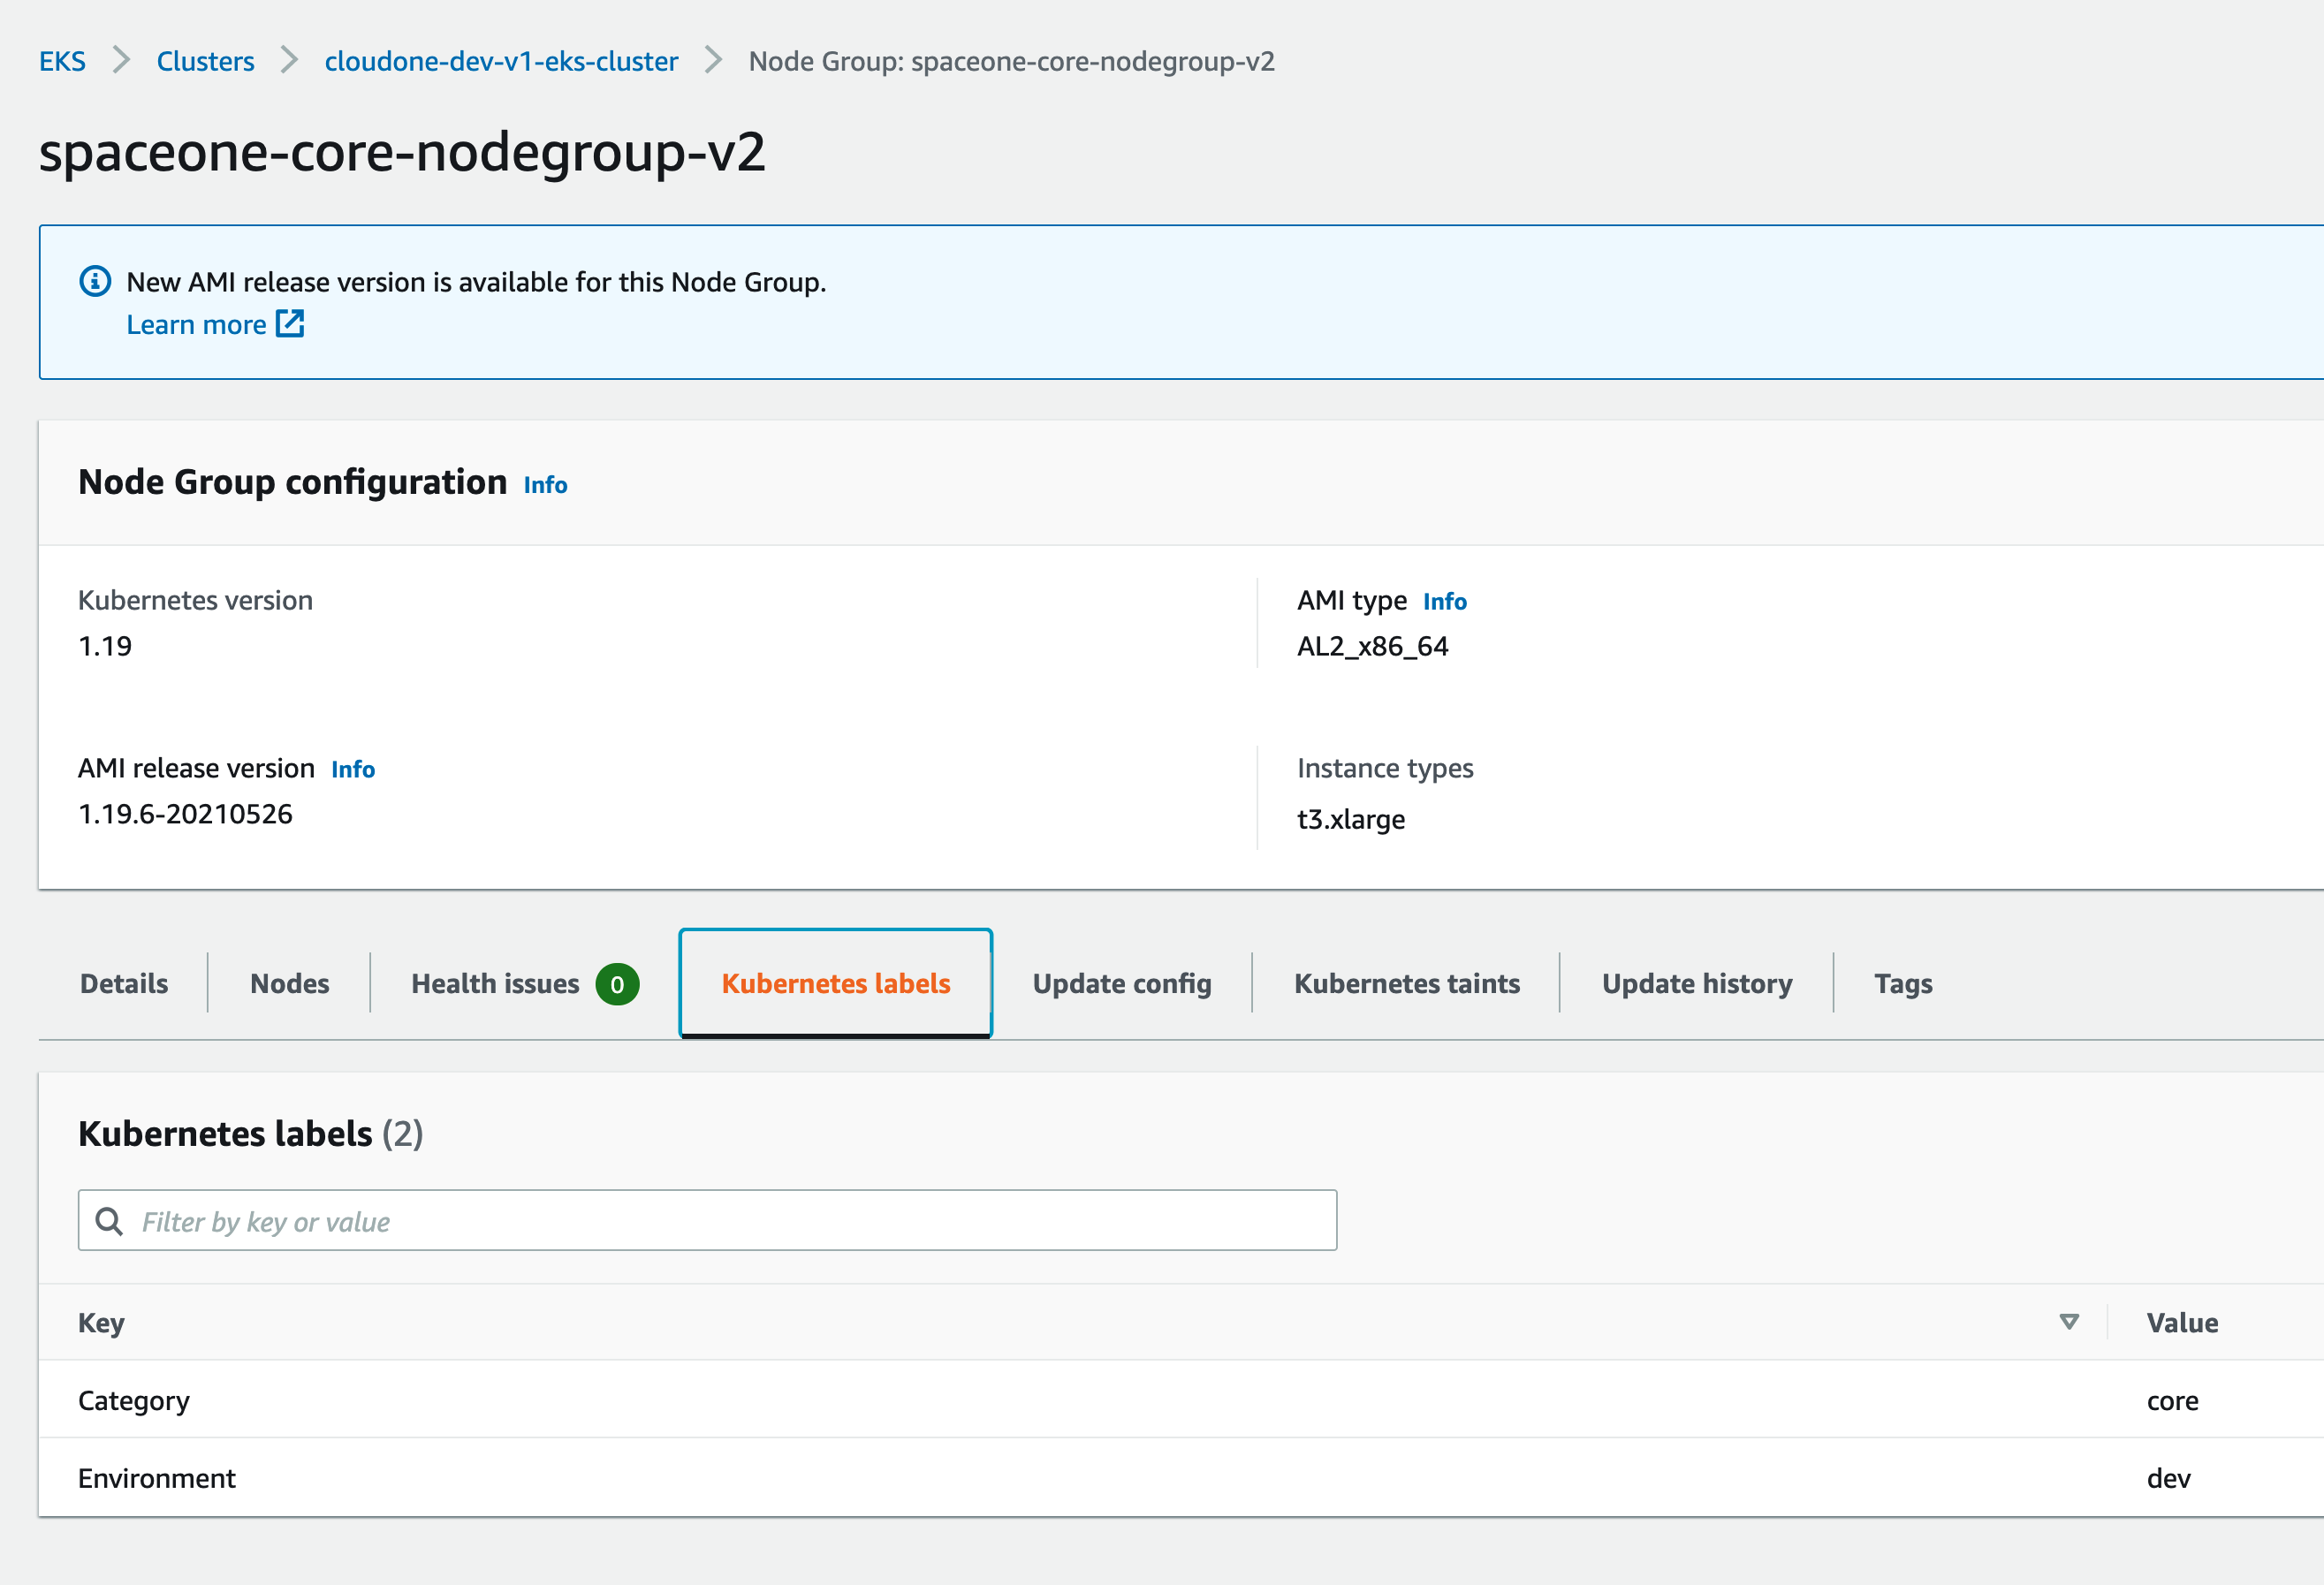 EKS > Clusters > cloudone-dev-v1-eks-cluster > Node Group: spaceone-core-nodegroup-v2
spaceone-core-nodegroup-v2
New AMI release version is available for this Node Group.
Learn more
Node Group configuration Info
Kubernetes version
1.19
AMI type Info
AL2_x86_64
AMI release version Info
1.19.6-20210526
Instance types
t3.xlarge
Details Nodes Health issues 0 Kubernetes labels Update config Kubernetes taints Update history Tags
Kubernetes labels (2)
Filter by key or value
Key Value
Category core
Environment dev